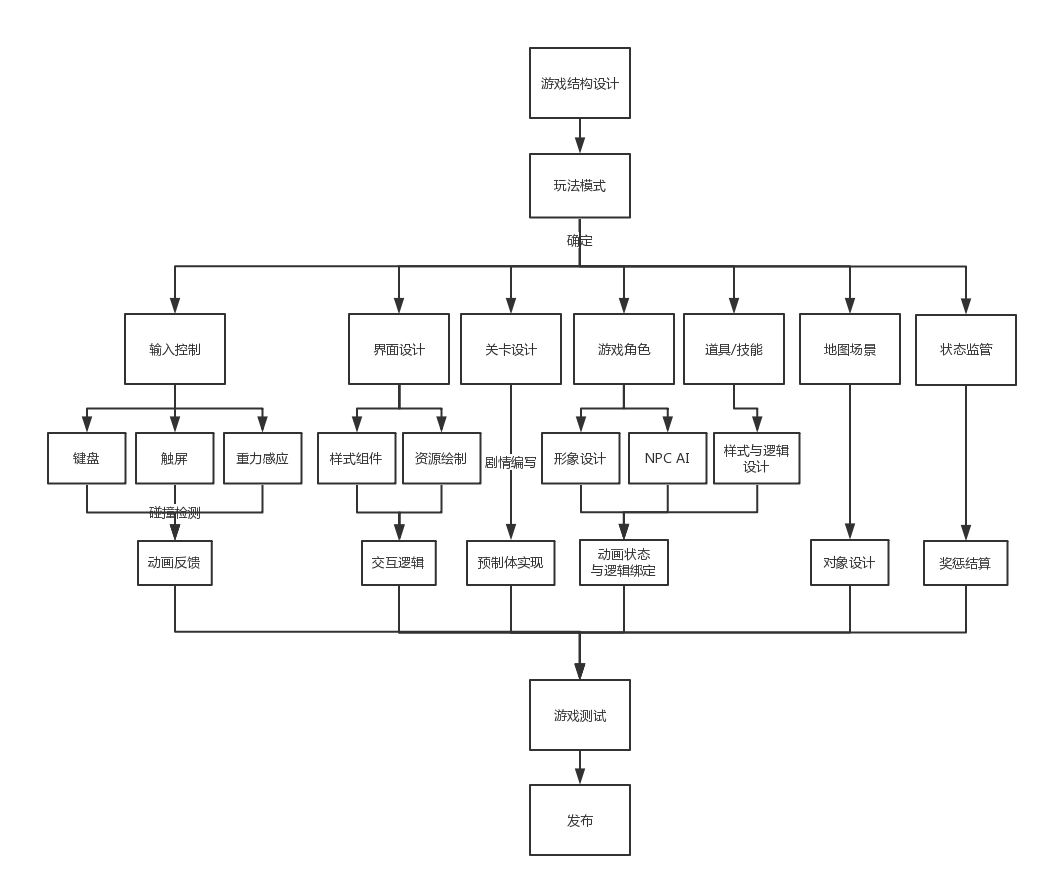 游戏结构设计
玩法模式
确定
输入控制
界面设计
关卡设计
游戏角色
道具/技能
地图场景
状态监管
键盘
触屏
重力感应
样式组件
资源绘制
剧情编写
形象设计
NPC AI
样式与逻辑
设计
碰撞检测
动画反馈
交互逻辑
预制体实现
动画状态
与逻辑绑定
对象设计
奖惩结算
游戏测试
发布